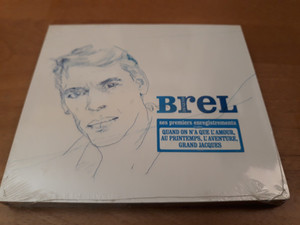 BreL
ses premiers enregistrements
QUAND ON N'A QUE L'AMOUR,
AU PRINTEMPS, L'AVENTURE,
GRAND JACQUES